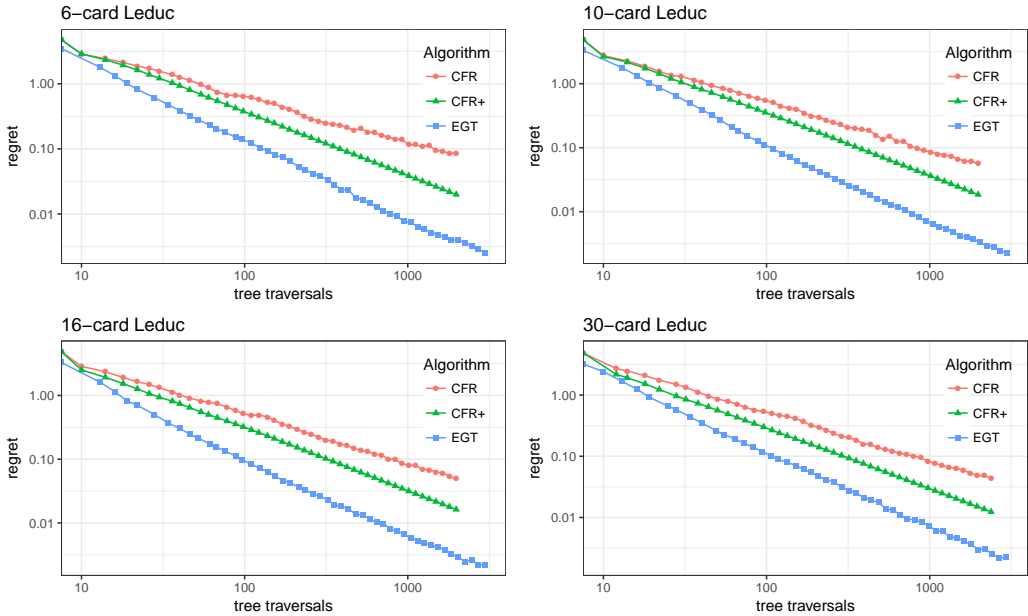 6−card Leduc
10−card Leduc
Algorithm
CFR
CFR+
EGT
1.00
0.10
0.01
regret
10
100
1000
tree traversals
Algorithm
CFR
CFR+
EGT
1.00
0.10
0.01
regret
10
100
1000
tree traversals
16−card Leduc
30−card Leduc
Algorithm
CFR
CFR+
EGT
1.00
0.10
0.01
regret
10
100
1000
tree traversals
Algorithm
CFR
CFR+
EGT
1.00
0.10
0.01
regret
10
100
1000
tree traversals